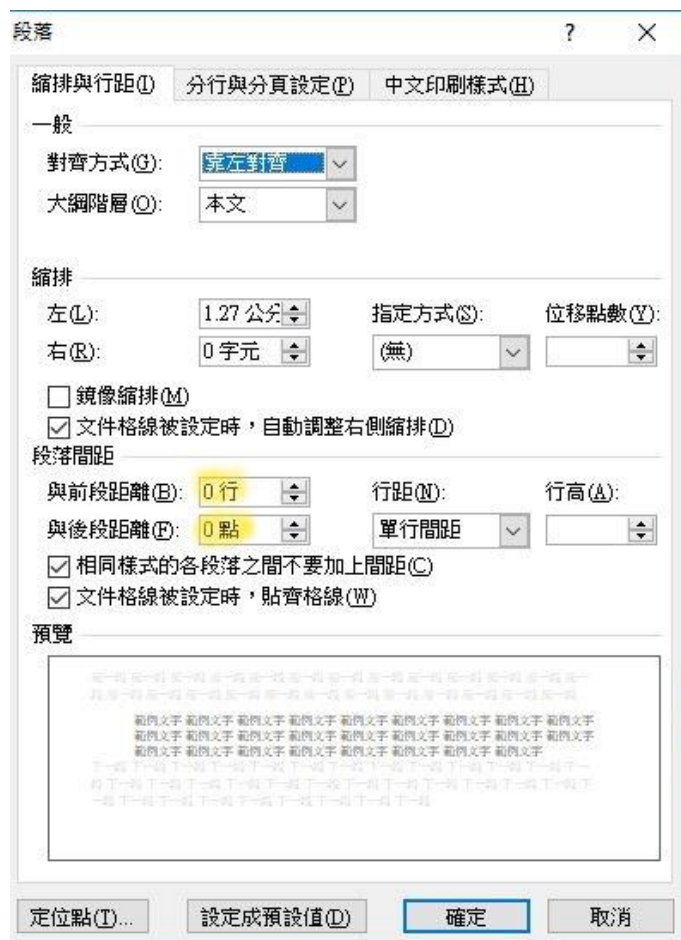 段落 ? ×
縮排與行距(I) 分行與分頁設定(P) 中文印刷樣式(H)
一般
對齊方式(G): 靠左對齊
大綱階層(O): 本文
縮排
左(L): 1.27 公分 指定方式(S): 位移點數(Y):
右(R): 0 字元 (無)
鏡像縮排(M)
文件格線被設定時，自動調整右側縮排(D)
段落間距
與前段距離(B): 0 行 行距(N): 行高(A):
與後段距離(F): 0 點 單行間距
相同樣式的各段落之間不要加上間距(C)
文件格線被設定時，貼齊格線(W)
預覽
範例文字 範例文字 範例文字 範例文字 範例文字 範例文字 範例文字 範例文字 範例文字
範例文字 範例文字 範例文字 範例文字 範例文字 範例文字 範例文字 範例文字 範例文字
範例文字 範例文字 範例文字 範例文字 範例文字 範例文字 範例文字 範例文字
定位點(T)... 設定成預設值(D) 確定 取消